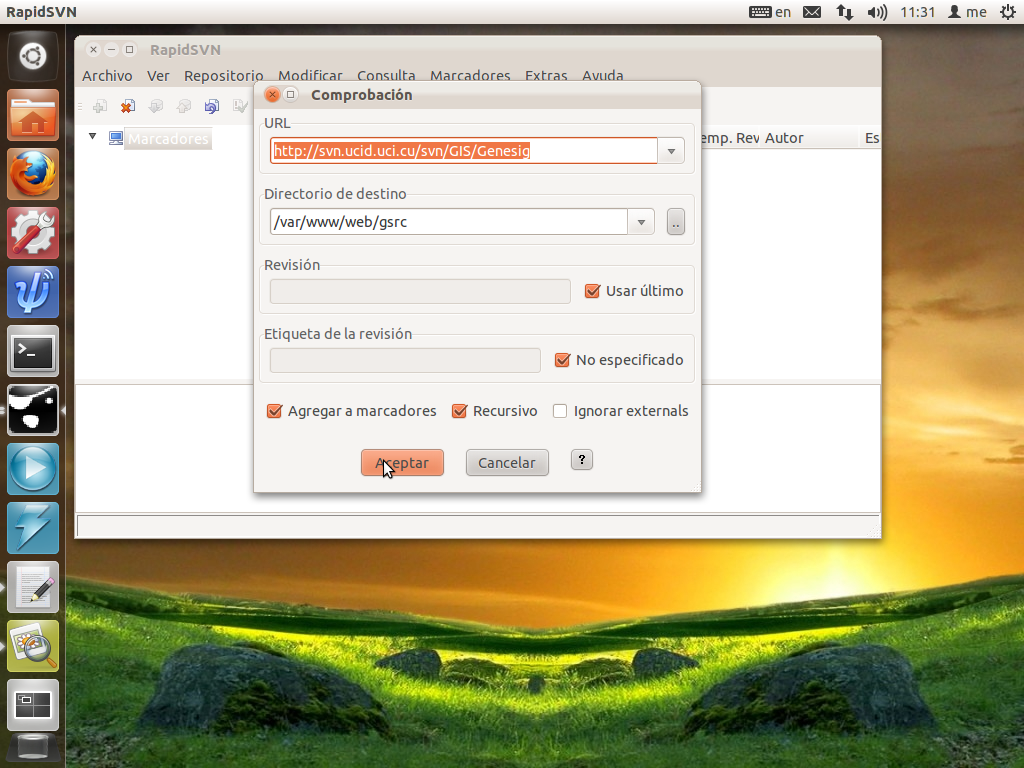 RapidSVN
en
11:31
me
RapidSVN
Archivo Ver Repositorio Modificar Consulta Marcadores Extras Ayuda
Comprobación
Marcadores
emp. Rev Autor Es
URL
http://svn.ucid.uci.cu/svn/GIS/Genesig
Directorio de destino
/var/www/web/gsrc
..
Revisión
Usar último
Etiqueta de la revisión
No especificado
Agregar a marcadores Recursivo Ignorar externals
Aceptar Cancelar ?